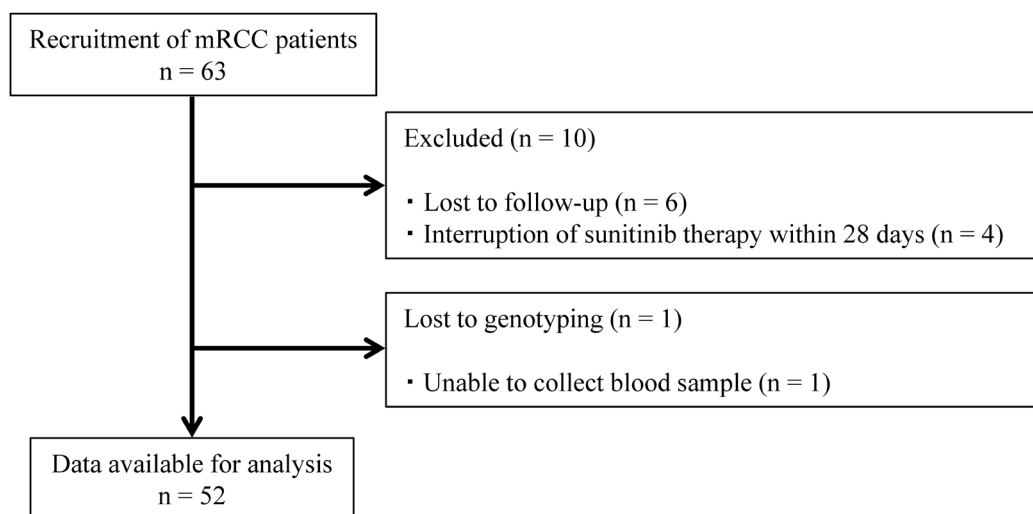 Recruitment of mRCC patients
n = 63
Excluded (n = 10)
・Lost to follow-up (n = 6)
・Interruption of sunitinib therapy within 28 days (n = 4)
Lost to genotyping (n = 1)
・Unable to collect blood sample (n = 1)
Data available for analysis
n = 52